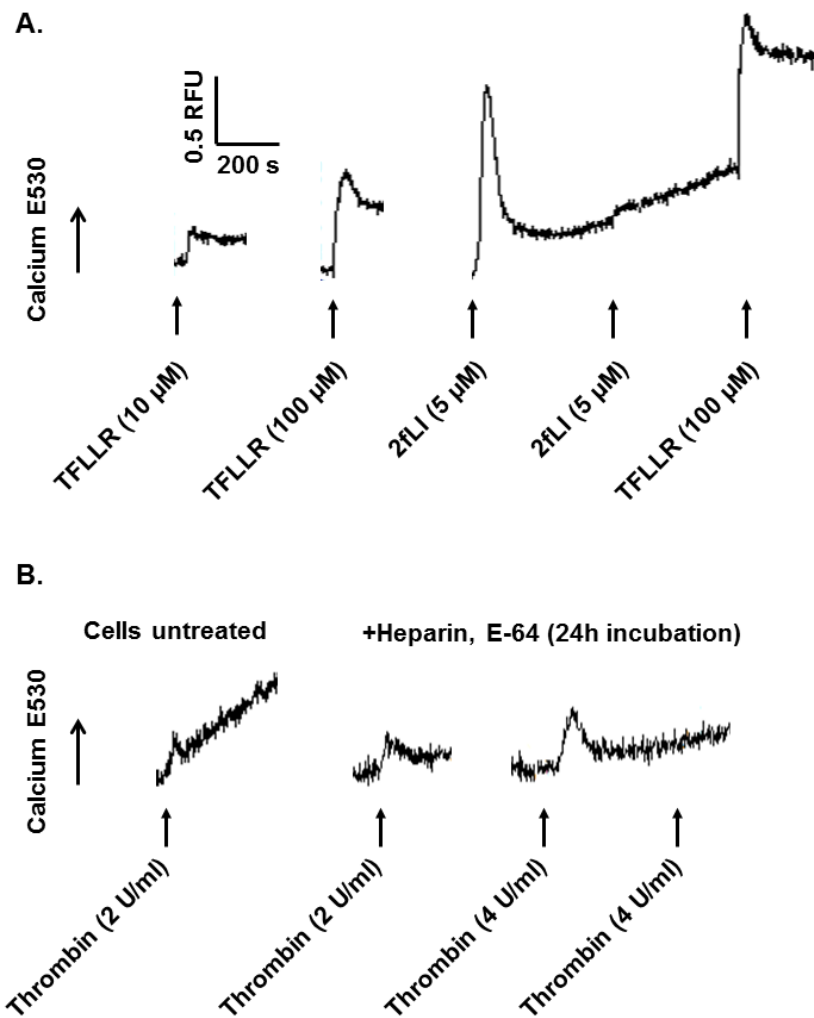 A.
0.5 RFU
200 s
Calcium E530
TFLLR (10 µM)
TFLLR (100 µM)
2fLI (5 µM)
2fLI (5 µM)
TFLLR (100 µM)
B.
Cells untreated
+Heparin, E-64 (24h incubation)
Calcium E530
Thrombin (2 U/ml)
Thrombin (2 U/ml)
Thrombin (4 U/ml)
Thrombin (4 U/ml)